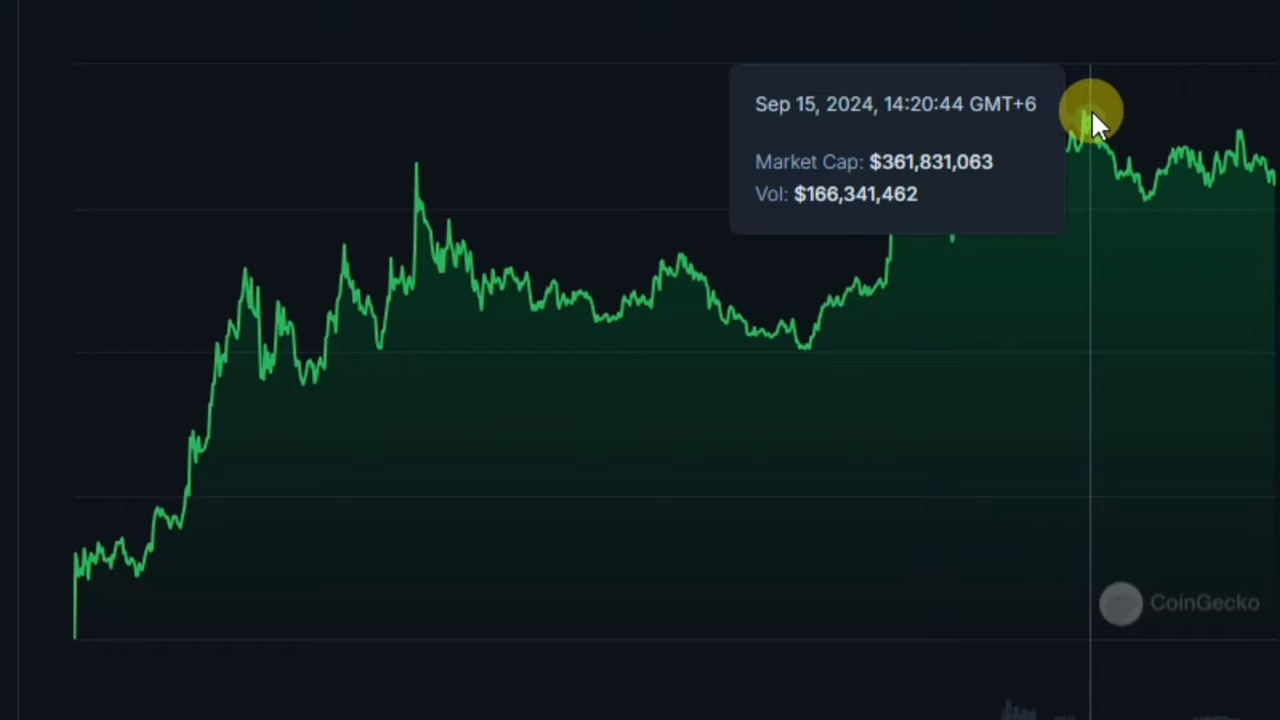 Sep 15, 2024, 14:20:44 GMT+6
Market Cap: $361,831,063
Vol: $166,341,462
CoinGecko